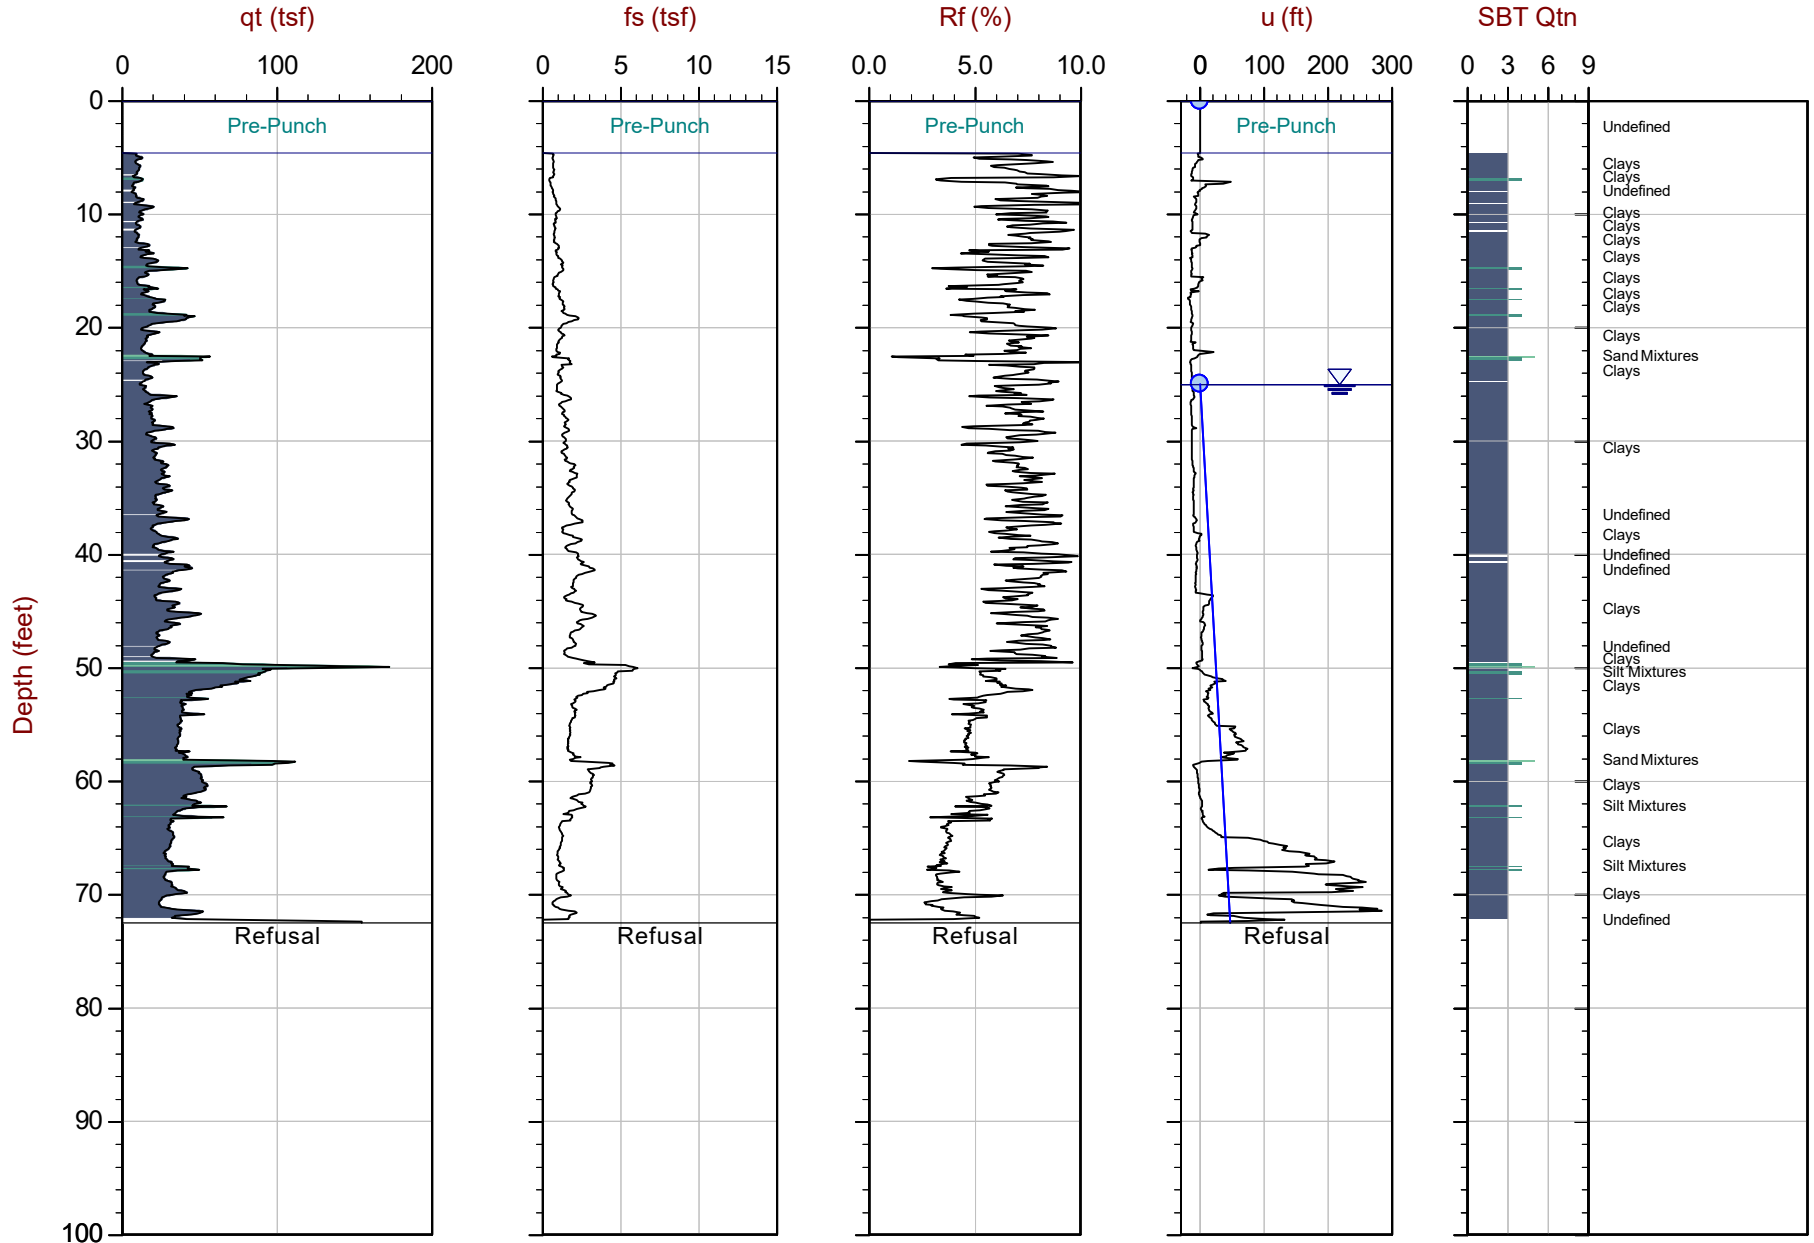 qt (tsf) fs (tsf) Rf (%) u (ft) SBT Qtn
0 100 200 0 5 15 10 0.0 5.0 10.0 0 100 200 300 0 3 6 9
0
Pre-Punch Pre-Punch Pre-Punch Pre-Punch Undefined
Clays
Clays
Undefined
10 Clays
Clays
Clays
Clays
Clays
Clays
Clays
20
Clays
Sand Mixtures
Clays
30
Clays
Undefined
Clays
40 Undefined
Undefined
Clays
Undefined
Clays
50
Silt Mixtures
Clays
Clays
Sand Mixtures
60 Clays
Silt Mixtures
Clays
Silt Mixtures
70 Clays
Undefined
Refusal Refusal Refusal Refusal
80
90
100
Depth (feet)